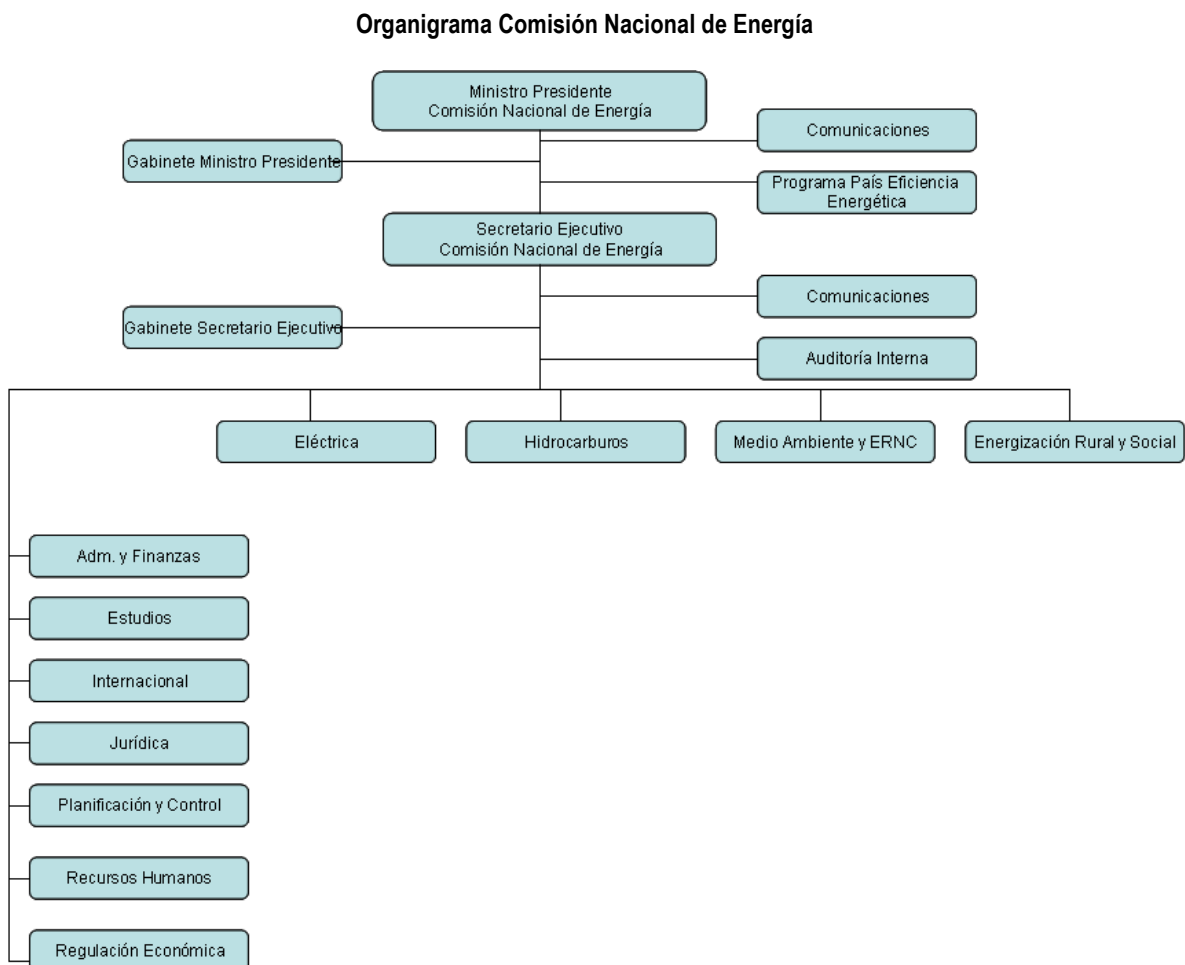 Organigrama Comisión Nacional de Energía
Ministro Presidente
Comisión Nacional de Energía
Comunicaciones
Gabinete Ministro Presidente
Programa País Eficiencia
Energética
Secretario Ejecutivo
Comisión Nacional de Energía
Comunicaciones
Gabinete Secretario Ejecutivo
Auditoría Interna
Eléctrica
Hidrocarburos
Medio Ambiente y ERNC
Energización Rural y Social
Adm. y Finanzas
Estudios
Internacional
Jurídica
Planificación y Control
Recursos Humanos
Regulación Económica